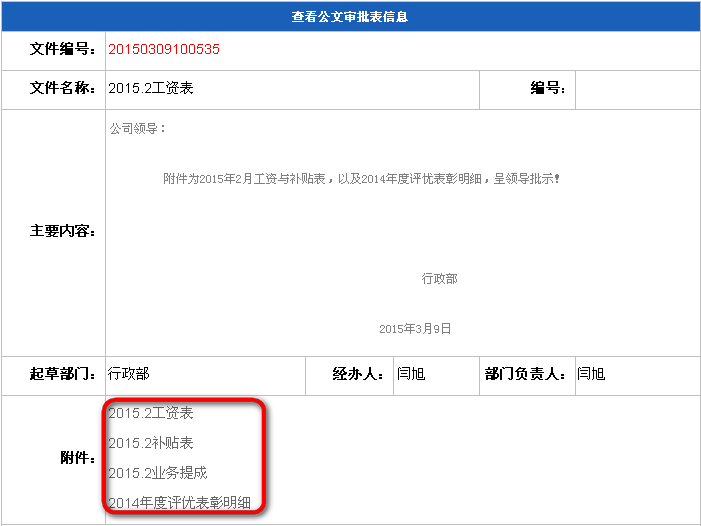 查看公文审批表信息
文件编号： 20150309100535
文件名称： 2015.2工资表 编号：
公司领导：
附件为2015年2月工资与补贴表，以及2014年度评优表彰明细，呈领导批示！
主要内容：
行政部
2015年3月9日
起草部门： 行政部 经办人： 闫旭 部门负责人： 闫旭
附件：
2015.2工资表
2015.2补贴表
2015.2业务提成
2014年度评优表彰明细